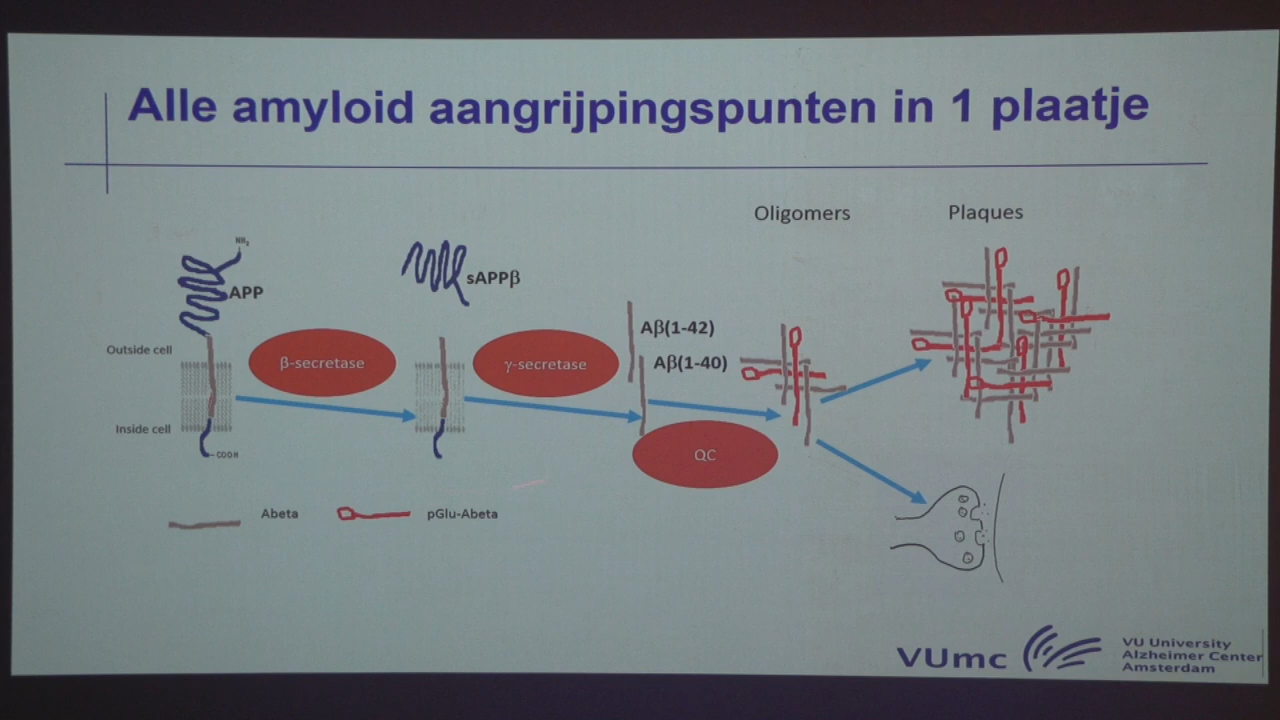 Alle amyloid aangrijpingspunten in 1 plaatje
Oligomers
Plaques
NH₂
APP
sAPPβ
Outside cell
β-secretase
γ-secretase
Aβ(1-42)
Aβ(1-40)
Inside cell
COOH
QC
Abeta
pGlu-Abeta
VUmc
VU University
Alzheimer Center
Amsterdam